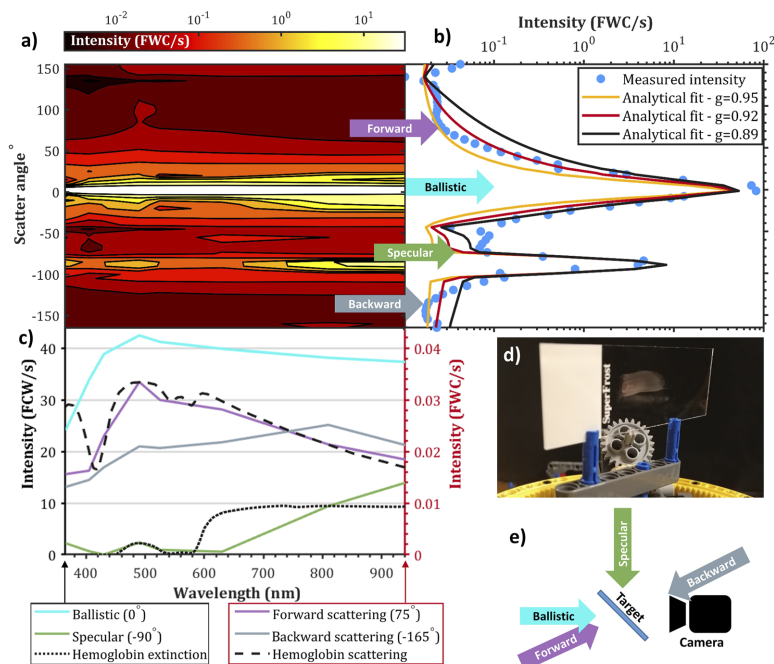 10^-2 10^-1 10^0 10^1
Intensity (FWC/s)
a)
Scatter angle °
150
100
50
0
-50
-100
-150
b)
Intensity (FWC/s)
10^-1 10^0 10^1 10^2
Measured intensity
Analytical fit - g=0.95
Analytical fit - g=0.92
Analytical fit - g=0.89
Forward
Ballistic
Specular
Backward
c)
Intensity (FCW/s)
40
30
20
10
0
0.04
0.03
0.02
0.01
0
Intensity (FWC/s)
400 500 600 700 800 900
Wavelength (nm)
Ballistic (0°)
Specular (-90°)
Hemoglobin extinction
Forward scattering (75°)
Backward scattering (-165°)
Hemoglobin scattering
d)
SuperFrost
e)
Specular
Backward
Ballistic
Forward
Target
Camera